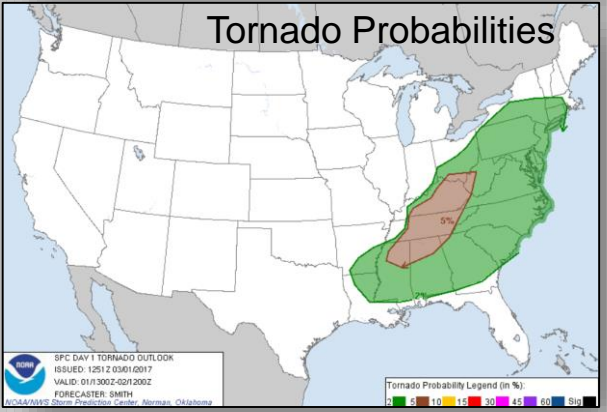 Tornado Probabilities
5%
2%
NOAA
SPC DAY 1 TORNADO OUTLOOK
ISSUED: 1251Z 03/01/2017
VALID: 01/1300Z-02/1200Z
FORECASTER: SMITH
NOAA/NWS Storm Prediction Center, Norman, Oklahoma
Tornado Probability Legend (in %):
2 5 10 15 30 45 60 Sig